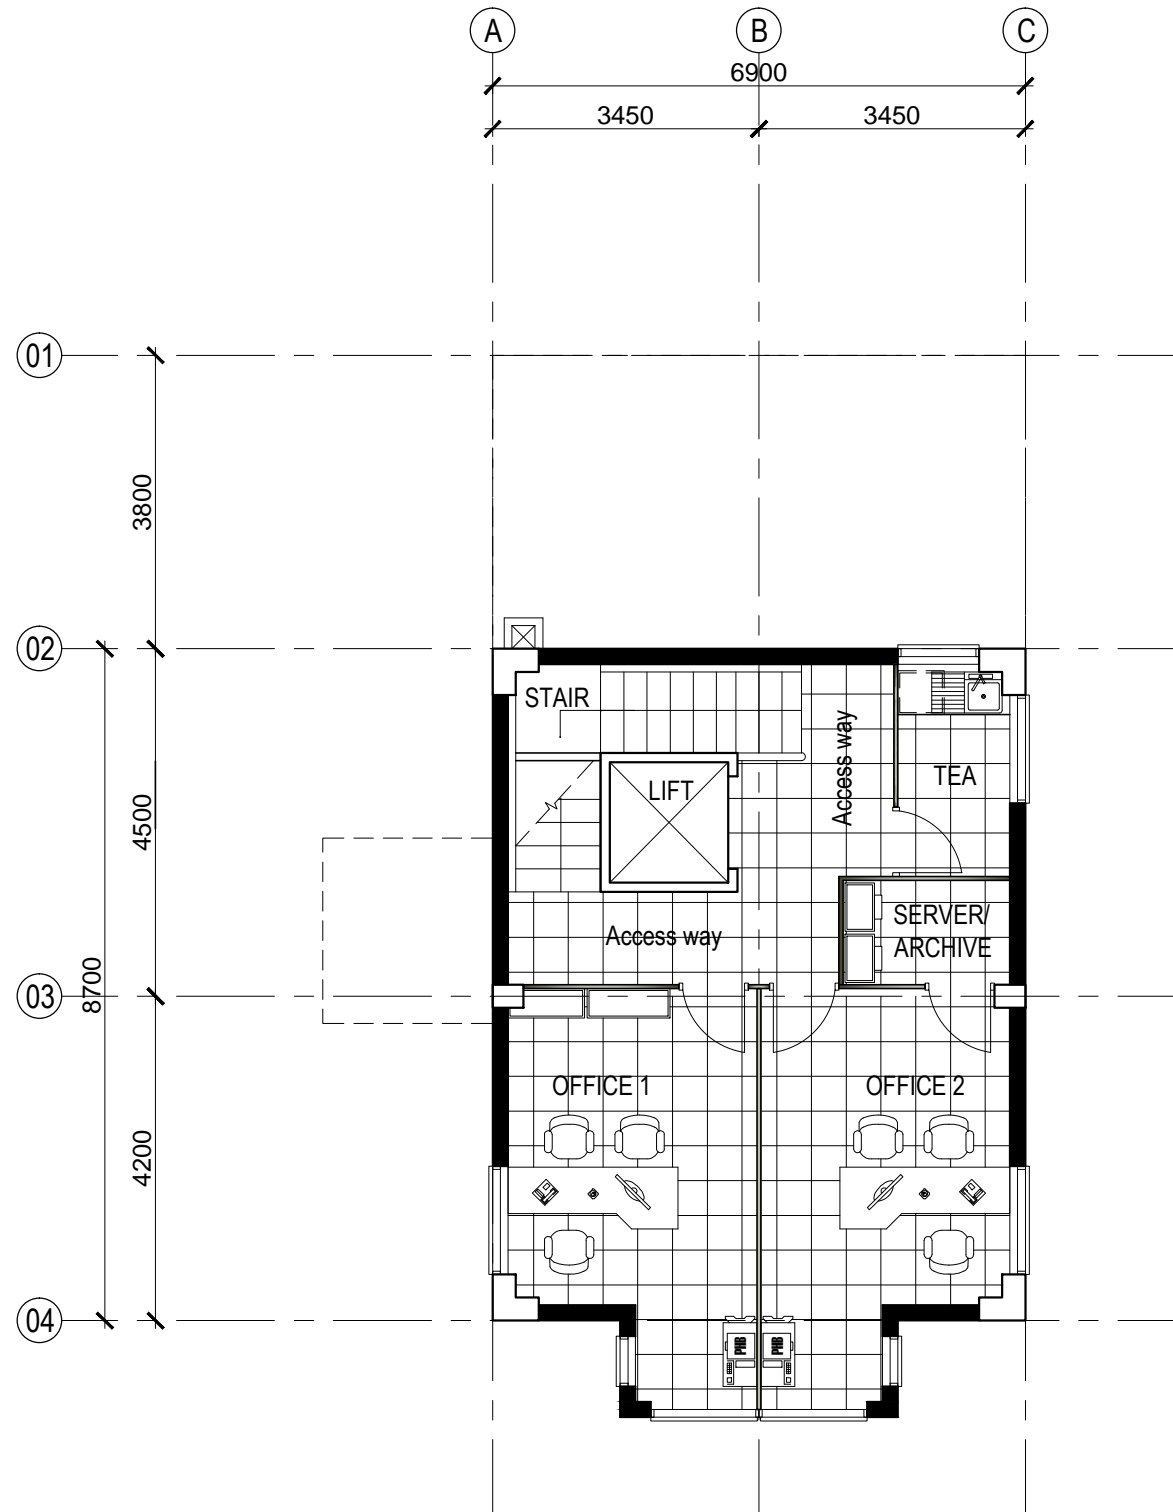 A
B
C
6900
3450
3450
01
3800
02
STAIR
Access way
LIFT
TEA
4500
SERVER/
ARCHIVE
Access way
03
8700
OFFICE 1
OFFICE 2
4200
04
PHB
PHB